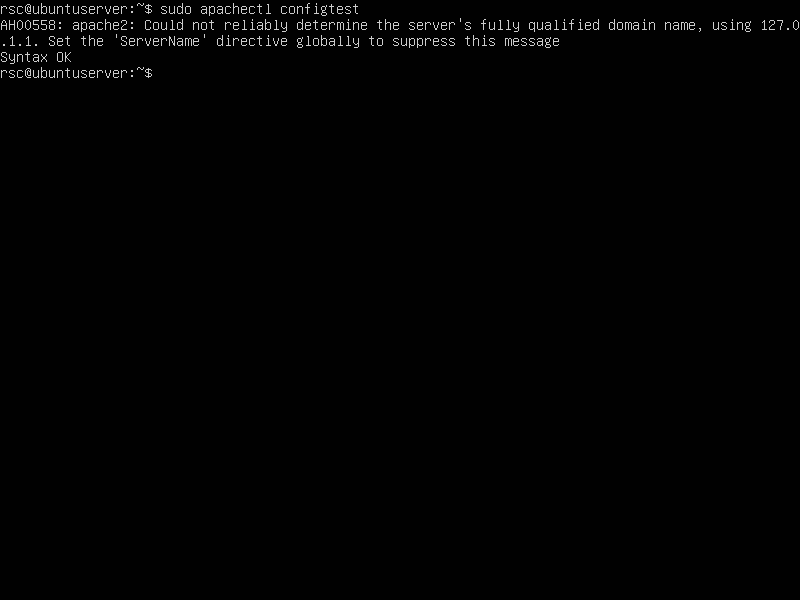 rsc@ubuntuserver:~$ sudo apachectl configtest
AH00558: apache2: Could not reliably determine the server's fully qualified domain name, using 127.0
.1.1. Set the 'ServerName' directive globally to suppress this message
Syntax OK
rsc@ubuntuserver:~$